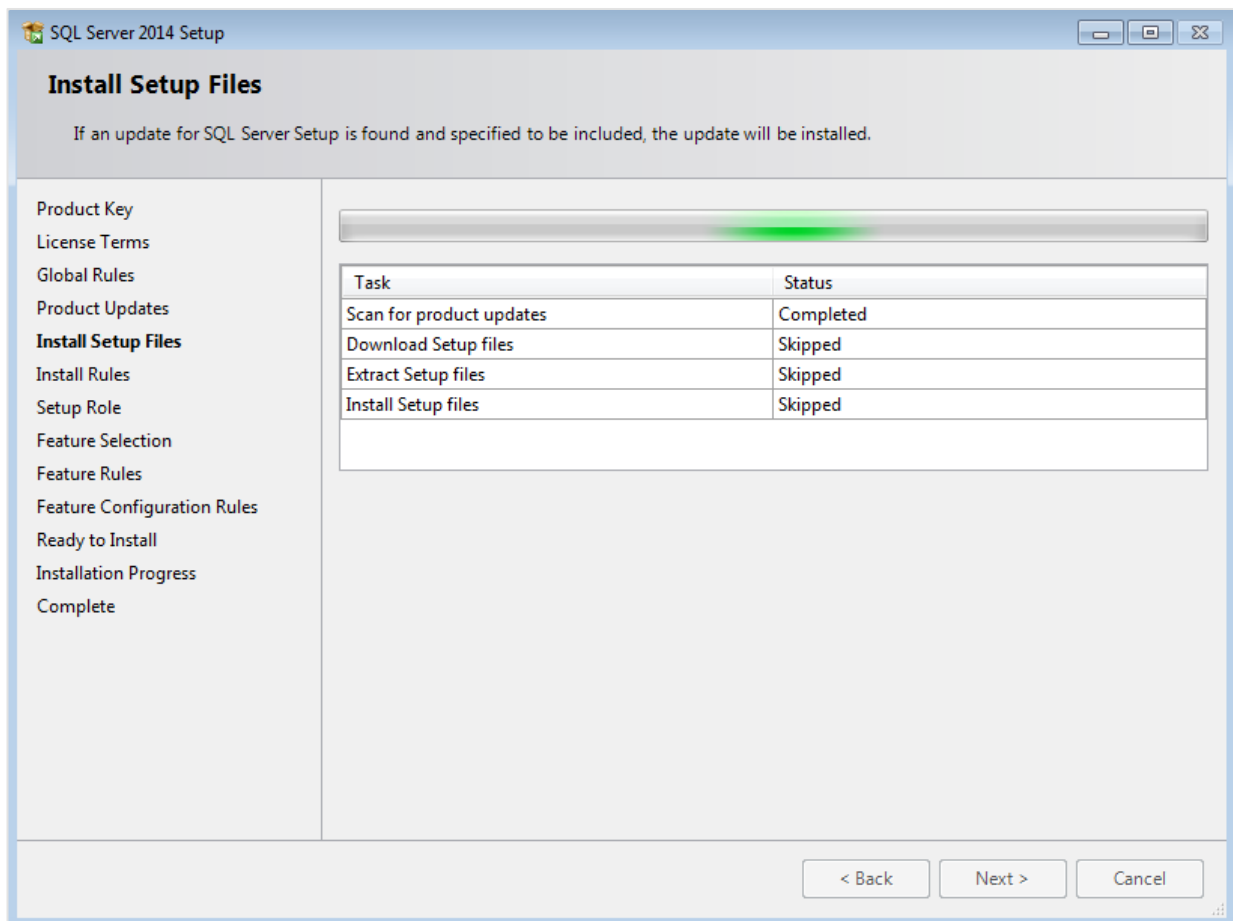 SQL Server 2014 Setup
Install Setup Files
If an update for SQL Server Setup is found and specified to be included, the update will be installed.
Product Key
License Terms
Global Rules
Product Updates
Install Setup Files
Install Rules
Setup Role
Feature Selection
Feature Rules
Feature Configuration Rules
Ready to Install
Installation Progress
Complete
Task Status
Scan for product updates Completed
Download Setup files Skipped
Extract Setup files Skipped
Install Setup files Skipped
< Back Next > Cancel